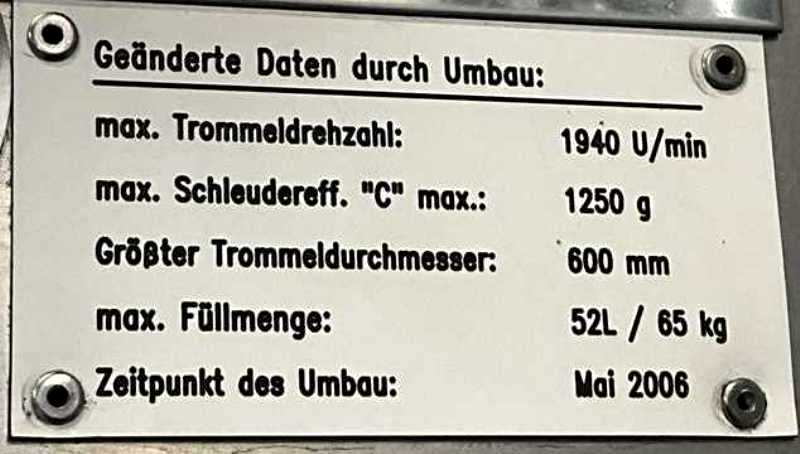 Geänderte Daten durch Umbau:
max. Trommeldrehzahl: 1940 U/min
max. Schleudereff. "C" max.: 1250 g
Größter Trommeldurchmesser: 600 mm
max. Füllmenge: 52L / 65 kg
Zeitpunkt des Umbau: Mai 2006